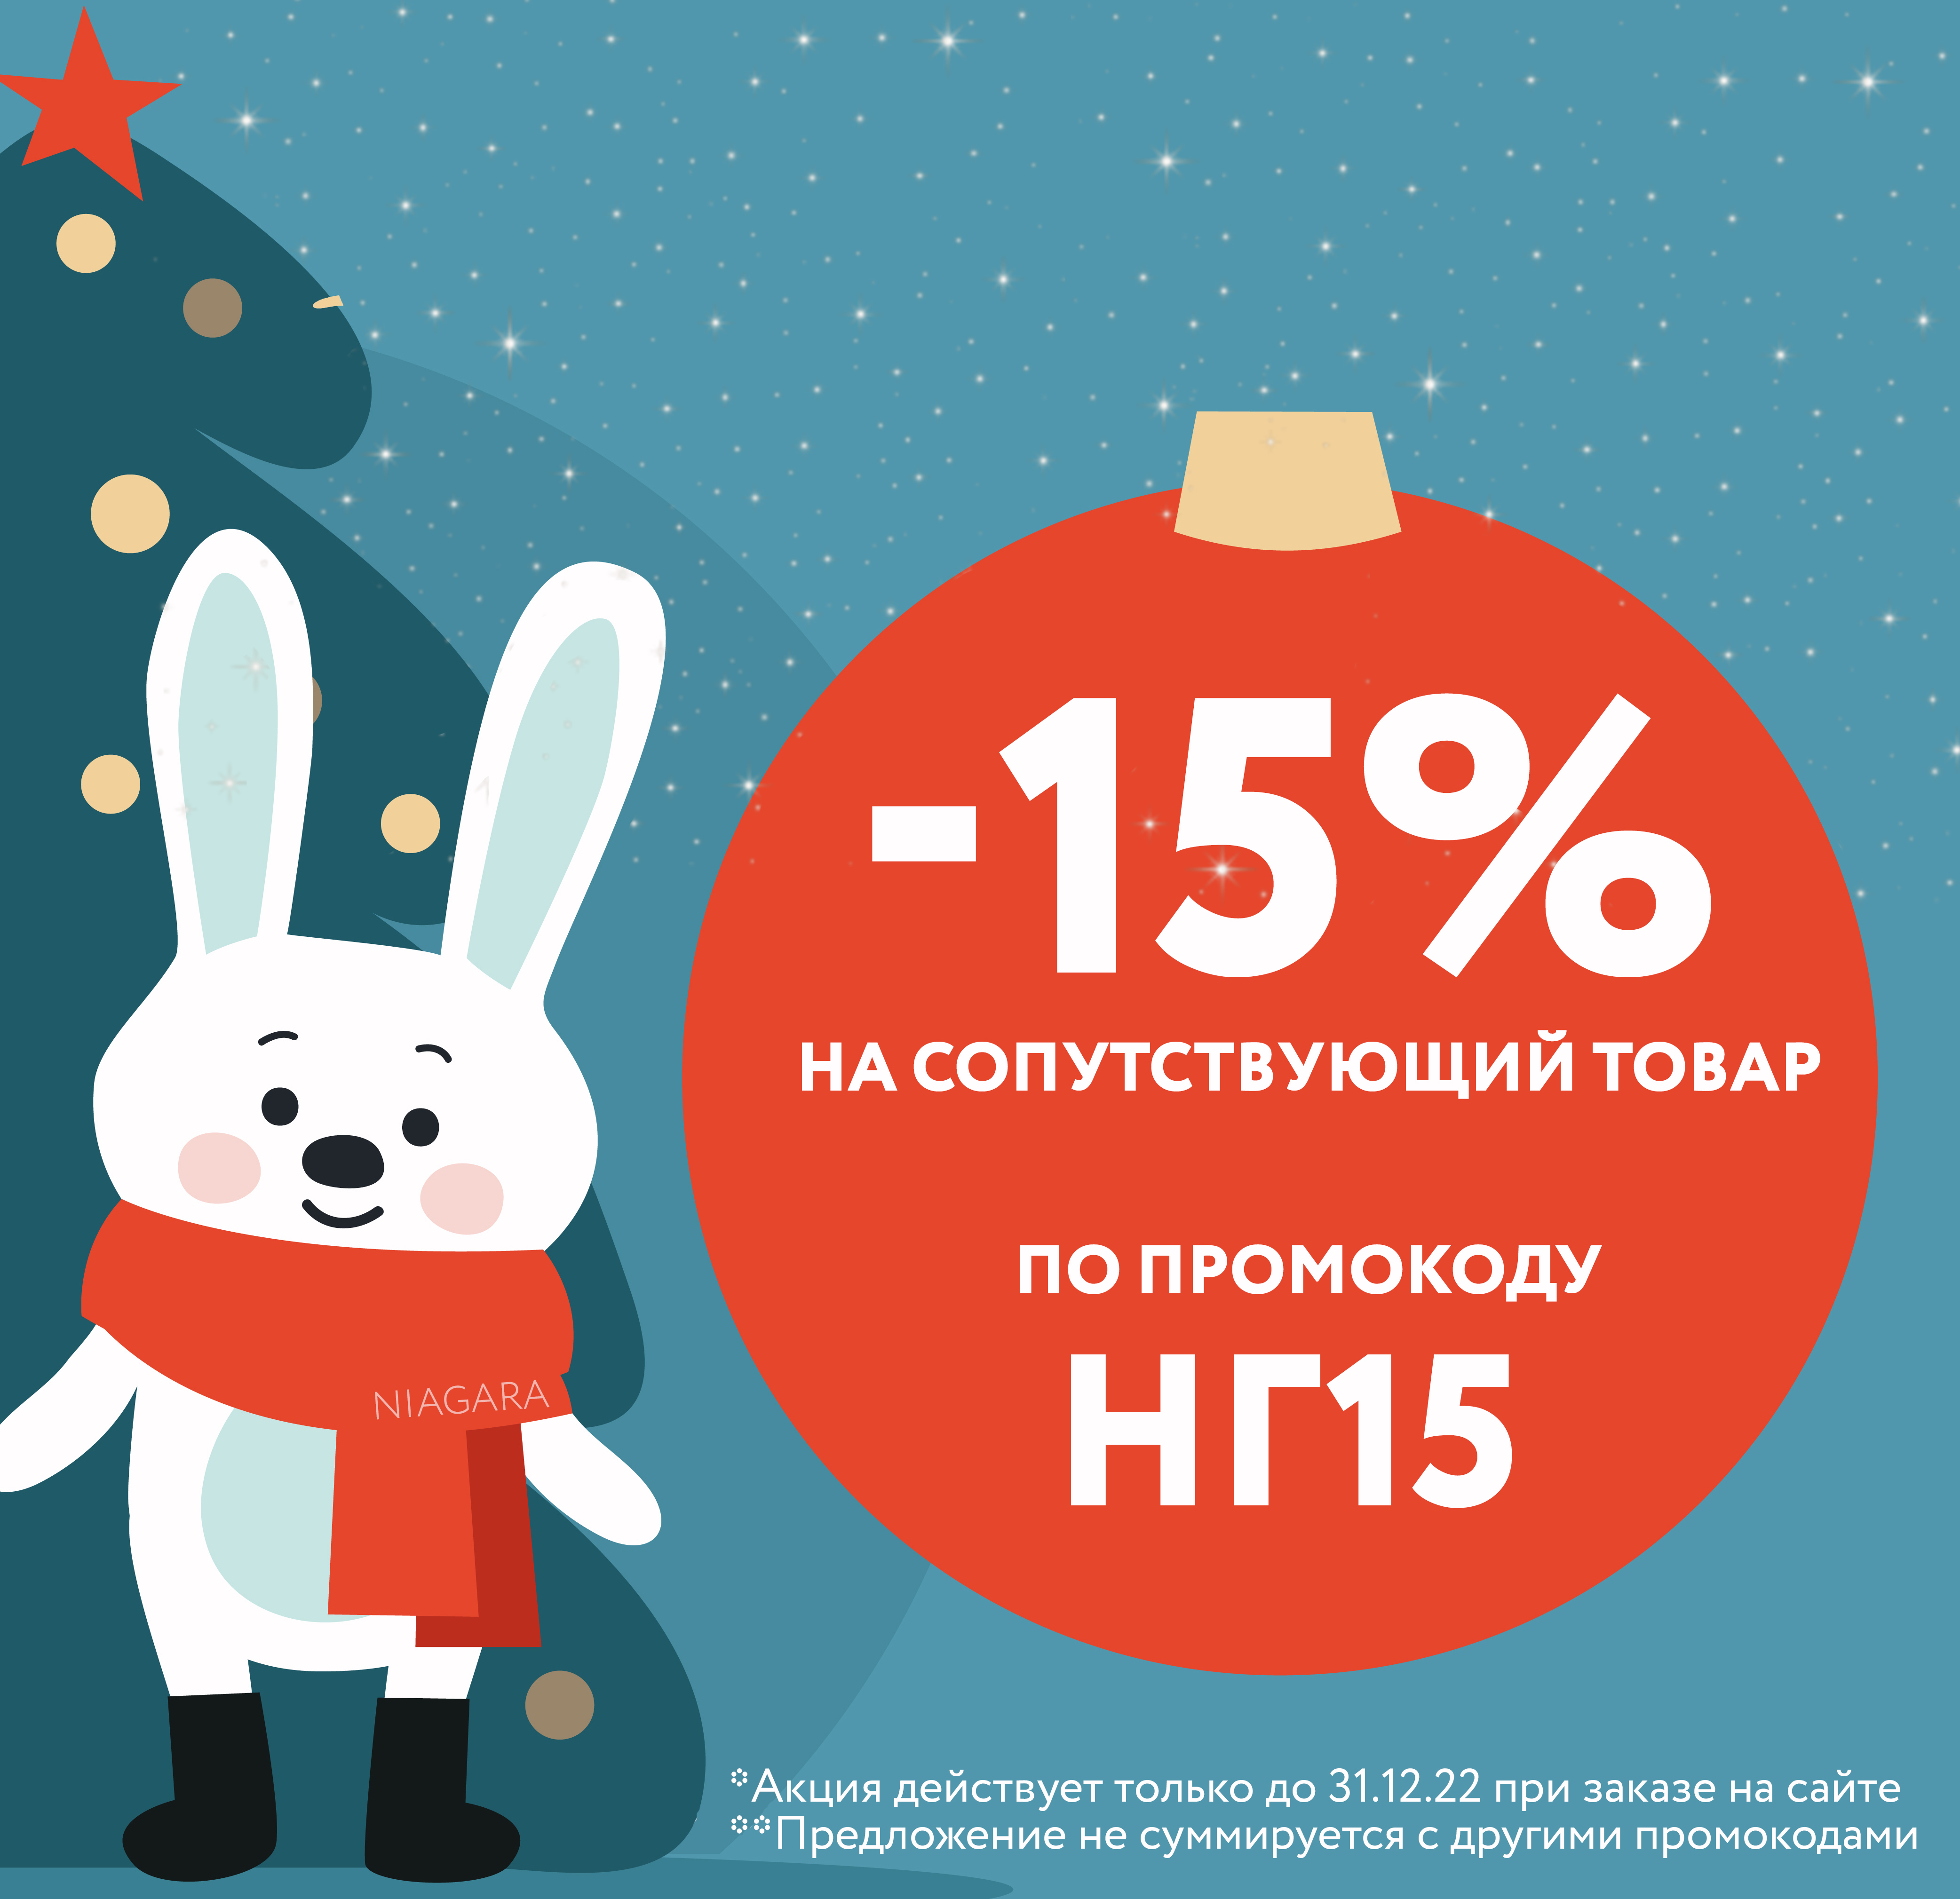 -15%
НА СОПУТСТВУЮЩИЙ ТОВАР
ПО ПРОМОКОДУ
НГ15
NIAGARA
*Акция действует только до 31.12.22 при заказе на сайте
**Предложение не суммируется с другими промокодами